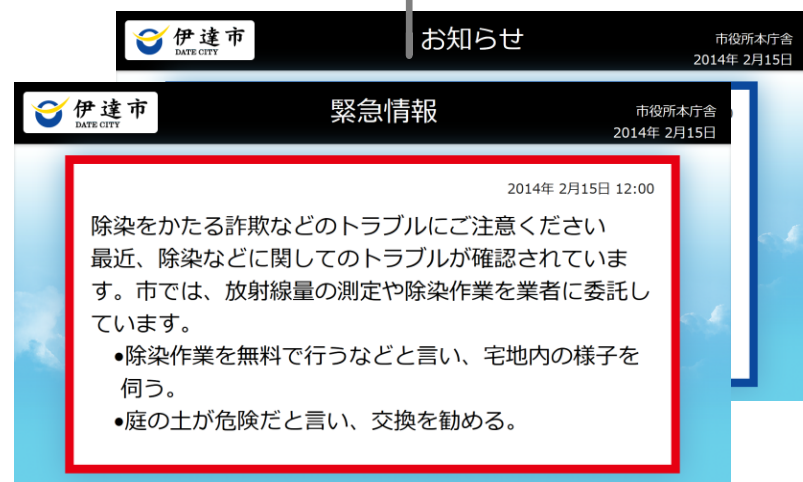 伊達市
DATE CITY
お知らせ
市役所本庁舎
2014年 2月15日
伊達市
DATE CITY
緊急情報
市役所本庁舎
2014年 2月15日
2014年 2月15日 12:00
除染をかたる詐欺などのトラブルにご注意ください
最近、除染などに関してのトラブルが確認されていま
す。市では、放射線量の測定や除染作業を業者に委託し
ています。
●除染作業を無料で行うなどと言い、宅地内の様子を
伺う。
●庭の土が危険だと言い、交換を勧める。